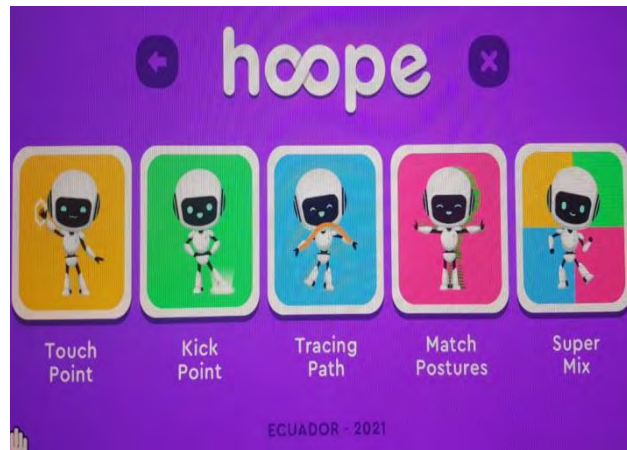 hoope
Touch
Point
Kick
Point
Tracing
Path
Match
Postures
Super
Mix
ECUADOR - 2021